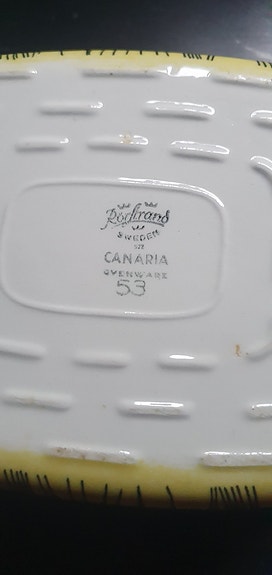 Rörstrand
SWEDEN
CANARIA
OVENWARE
53